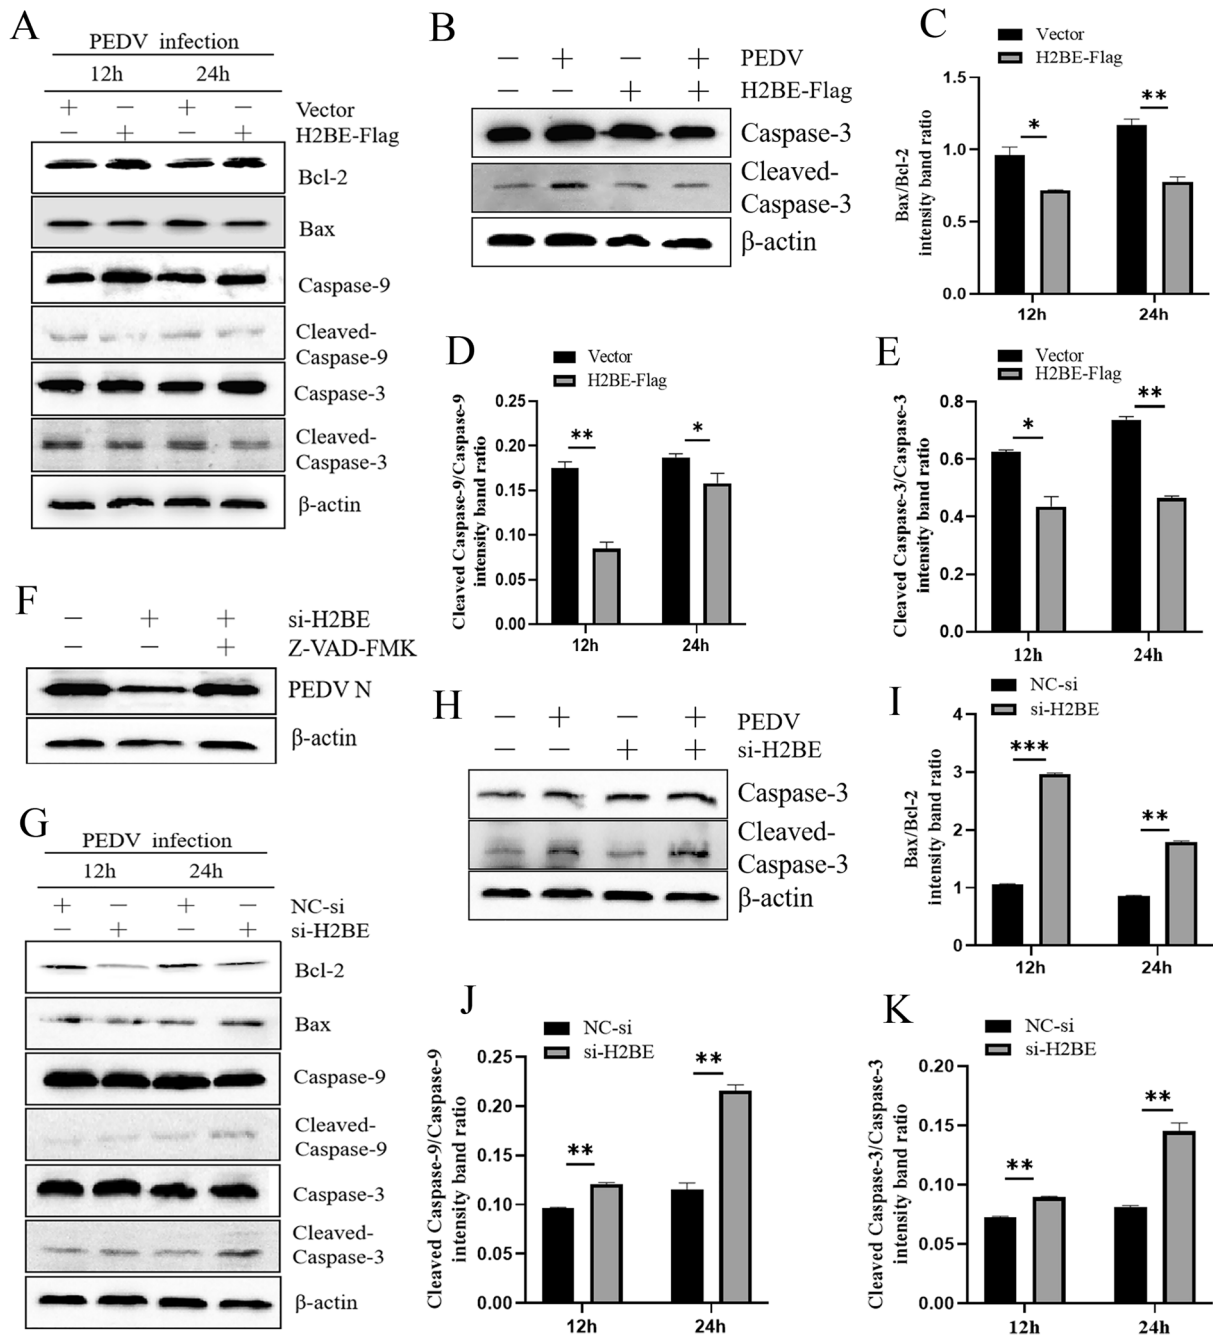 A
PEDV infection
12h 24h
+ − + − Vector
− + − + H2BE-Flag
Bcl-2
Bax
Caspase-9
Cleaved-
Caspase-9
Caspase-3
Cleaved-
Caspase-3
β-actin
B
− + − + PEDV
− − + + H2BE-Flag
Caspase-3
Cleaved-
Caspase-3
β-actin
C
Vector
H2BE-Flag
Bax/Bcl-2
intensity band ratio
1.5
1.0
0.5
0.0
* **
12h 24h
D
Vector
H2BE-Flag
Cleaved Caspase-9/Caspase-9
intensity band ratio
0.25
0.20
0.15
0.10
0.05
0.00
** *
12h 24h
E
Vector
H2BE-Flag
Cleaved Caspase-3/Caspase-3
intensity band ratio
0.8
0.6
0.4
0.2
0.0
* **
12h 24h
F
− + + si-H2BE
− − + Z-VAD-FMK
PEDV N
β-actin
G
PEDV infection
12h 24h
+ − + − NC-si
− + − + si-H2BE
Bcl-2
Bax
Caspase-9
Cleaved-
Caspase-9
Caspase-3
Cleaved-
Caspase-3
β-actin
H
− + − + PEDV
− − + + si-H2BE
Caspase-3
Cleaved-
Caspase-3
β-actin
I
NC-si
si-H2BE
Bax/Bcl-2
intensity band ratio
4
3
2
1
0
*** **
12h 24h
J
NC-si
si-H2BE
Cleaved Caspase-9/Caspase-9
intensity band ratio
0.25
0.20
0.15
0.10
0.05
0.00
** **
12h 24h
K
NC-si
si-H2BE
Cleaved Caspase-3/Caspase-3
intensity band ratio
0.20
0.15
0.10
0.05
0.00
** **
12h 24h